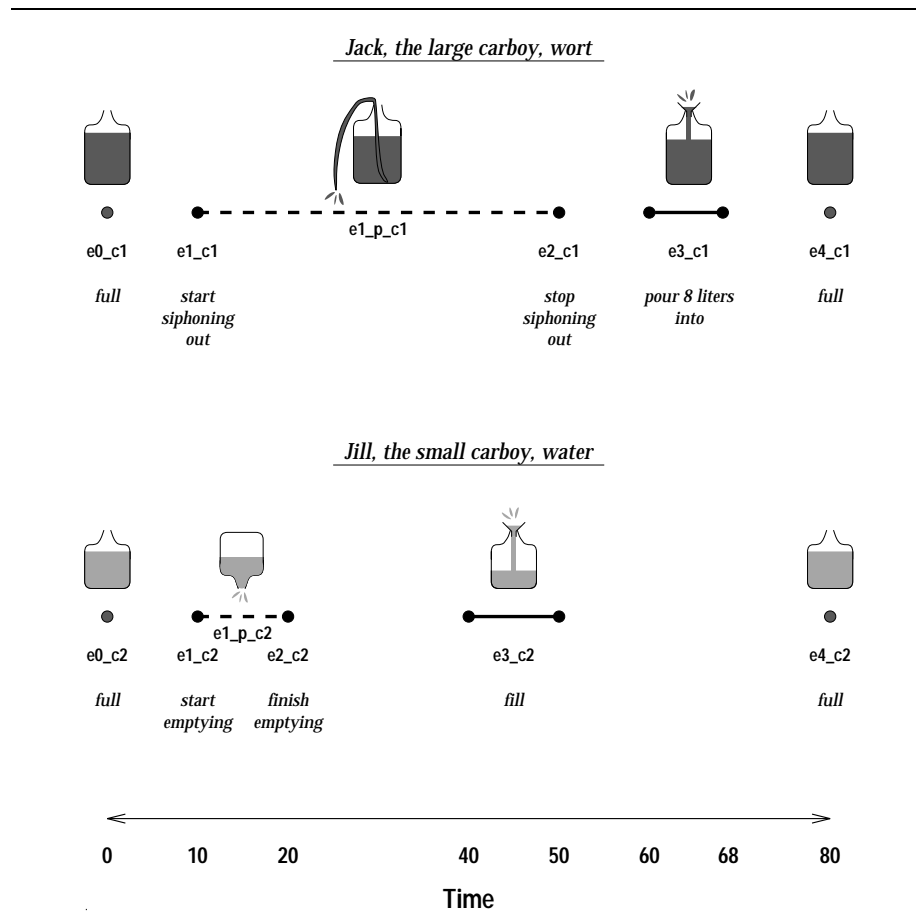 Jack, the large carboy, wort
e1_p_c1
e0_c1 e1_c1 e2_c1 e3_c1 e4_c1
full start stop pour 8 liters full
siphoning siphoning into
out out
Jill, the small carboy, water
e1_p_c2
e0_c2 e1_c2 e2_c2 e3_c2 e4_c2
full start finish fill full
emptying emptying
0 10 20 40 50 60 68 80
Time